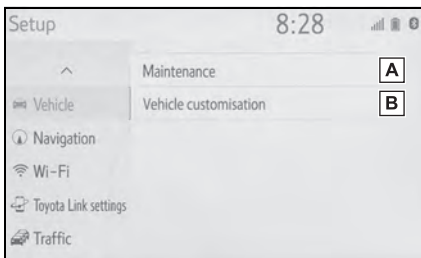 Setup 8:28
Maintenance A
Vehicle Vehicle customisation B
Navigation
Wi-Fi
Toyota Link settings
Traffic